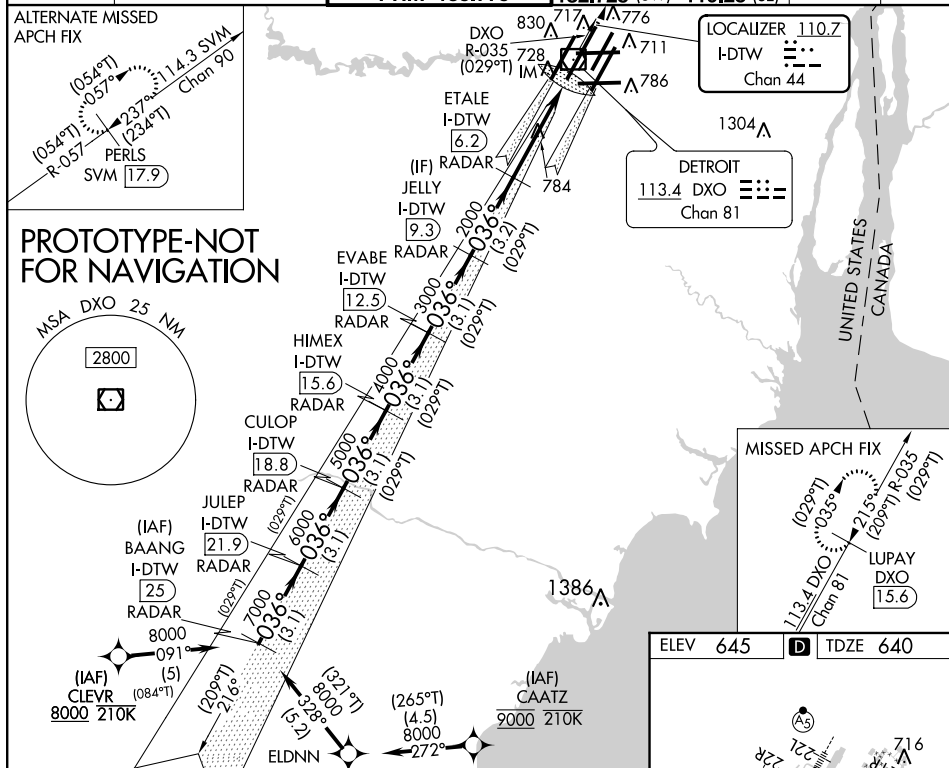 ALTERNATE MISSED
APCH FIX
(054°T)
057°
114.3 SVM
Chan 90
237°
(234°T)
(054°T)
R-057
PERLS
SVM 17.9
PROTOTYPE-NOT
FOR NAVIGATION
MSA DXO 25 NM
2800
DXO
R-035
(029°T)
830
717
776
728
IM
711
786
LOCALIZER 110.7
I-DTW
Chan 44
1304
DETROIT
113.4 DXO
Chan 81
784
ETALE
I-DTW
6.2
RADAR
(IF)
JELLY
I-DTW
9.3
RADAR
2000
036°
(3.2)
(029°T)
EVABE
I-DTW
12.5
RADAR
3000
036°
(3.1)
(029°T)
HIMEX
I-DTW
15.6
RADAR
4000
036°
(3.1)
(029°T)
CULOP
I-DTW
18.8
RADAR
5000
036°
(3.1)
(029°T)
JULEP
I-DTW
21.9
RADAR
(029°T)
6000
036°
(3.1)
(IAF)
BAANG
I-DTW
25
RADAR
(029°T)
7000
036°
(3.1)
8000
091°
(5)
(084°T)
(IAF)
CLEVR
8000 210K
(209°T)
216°
(321°T)
8000
328°
(5.2)
ELDNN
(265°T)
(4.5)
8000
272°
(IAF)
CAATZ
9000 210K
1386
UNITED STATES
CANADA
MISSED APCH FIX
(029°T)
035°
R-035
(029°T)
215°
(209°T)
113.4 DXO
Chan 81
LUPAY
DXO
15.6
ELEV 645
D
TDZE 640
A5
22L
22R
716